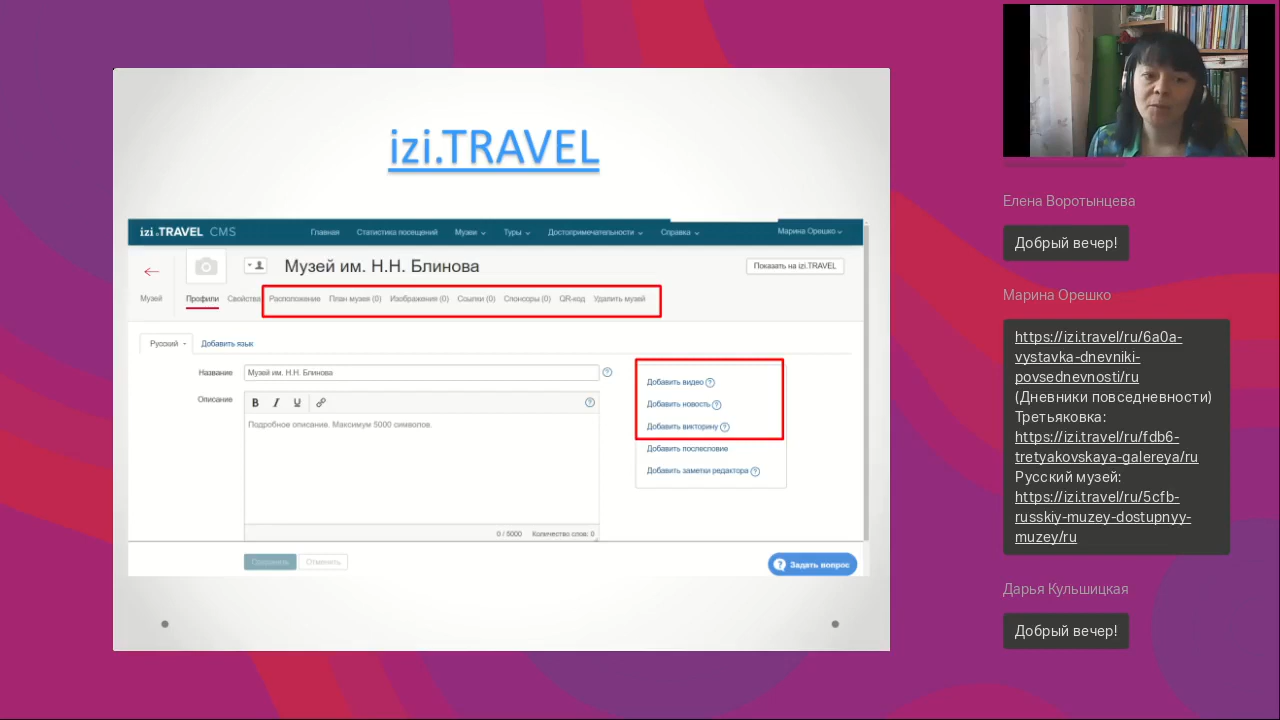 izi.TRAVEL
izi.TRAVEL CMS
Главная Статистика посещений Музеи Туры Достопримечательности Справка Марина Орешко
Музей им. Н.Н. Блинова
Показать на izi.TRAVEL
Музей Профили Свойства Расположение План музея (0) Изображения (0) Ссылки (0) Спонсоры (0) QR-код Удалить музей
Русский Добавить язык
Название Музей им. Н.Н. Блинова
Описание B I U
Подробное описание. Максимум 5000 символов.
0 / 5000 Количество слов: 0
Добавить видео
Добавить новость
Добавить викторину
Добавить послесловие
Добавить заметки редактора
Сохранить Отменить
Задать вопрос
Елена Воротынцева
Добрый вечер!
Марина Орешко
https://izi.travel/ru/6a0a-
vystavka-dnevniki-
povsednevnosti/ru
(Дневники повседневности)
Третьяковка:
https://izi.travel/ru/fdb6-
tretyakovskaya-galereya/ru
Русский музей:
https://izi.travel/ru/5cfb-
russkiy-muzey-dostupnyy-
muzey/ru
Дарья Кульшицкая
Добрый вечер!